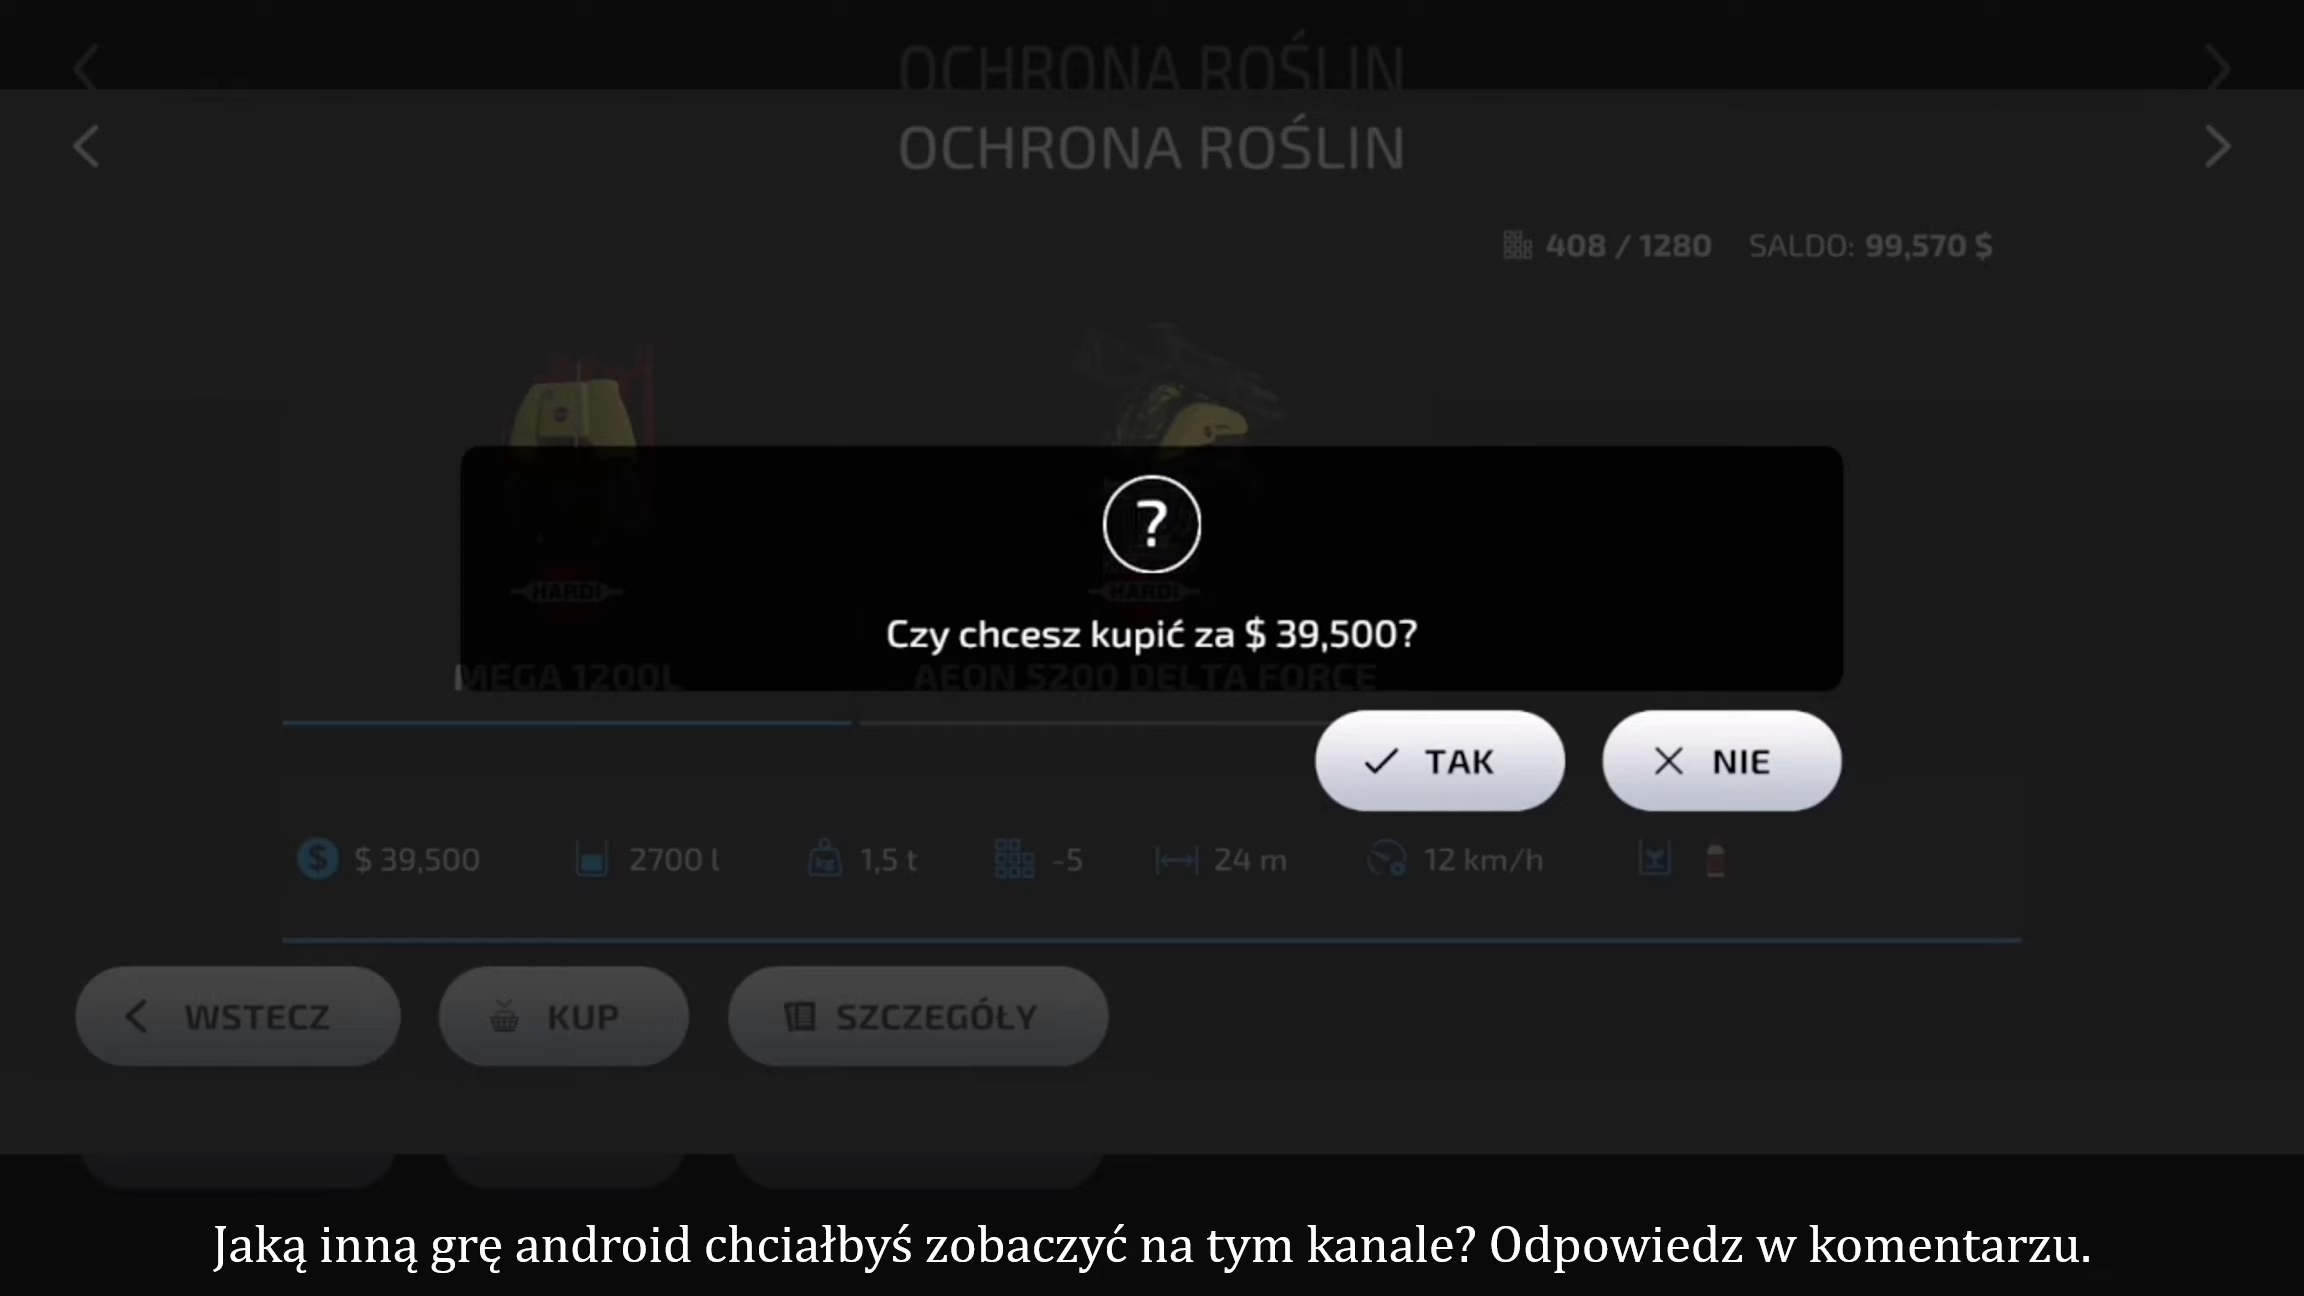 OCHRONA ROŚLIN
OCHRONA ROŚLIN
408 / 1280 SALDO: 99,570 $
?
HARDI HARDI
Czy chcesz kupić za $ 39,500?
MEGA 1200L AEON 5200 DELTA FORCE
TAK NIE
$ 39,500 2700 l kg 1,5 t -5 24 m 12 km/h
WSTECZ KUP SZCZEGÓŁY
Jaką inną grę android chciałbyś zobaczyć na tym kanale? Odpowiedz w komentarzu.